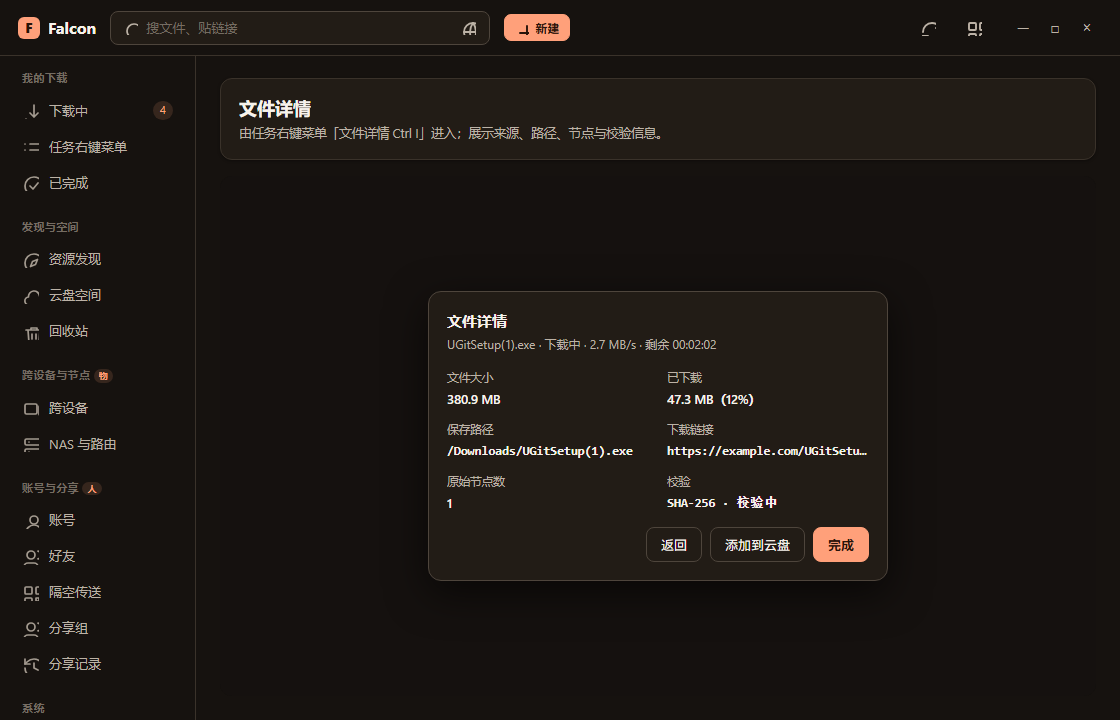 F Falcon
搜文件、贴链接
新建
我的下载
下载中 4
任务右键菜单
已完成
发现与空间
资源发现
云盘空间
回收站
跨设备与节点 物
跨设备
NAS 与路由
账号与分享 人
账号
好友
隔空传送
分享组
分享记录
系统
文件详情
由任务右键菜单「文件详情 Ctrl I」进入；展示来源、路径、节点与校验信息。
文件详情
UGitSetup(1).exe · 下载中 · 2.7 MB/s · 剩余 00:02:02
文件大小
380.9 MB
已下载
47.3 MB (12%)
保存路径
/Downloads/UGitSetup(1).exe
下载链接
https://example.com/UGitSetu…
原始节点数
1
校验
SHA-256 · 校验中
返回
添加到云盘
完成